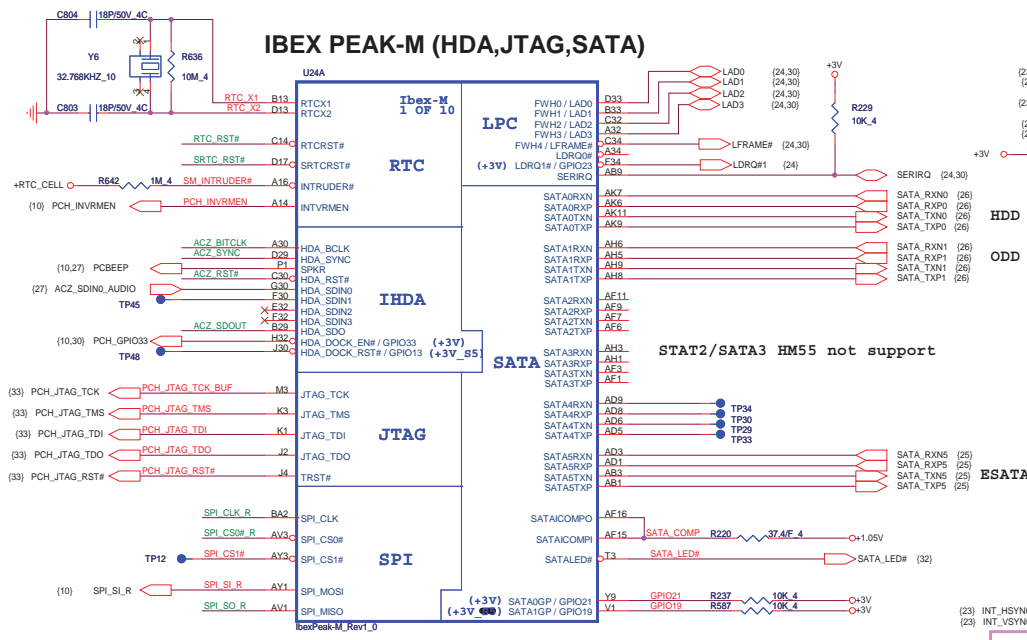 IBEX PEAK-M (HDA,JTAG,SATA)
C804 18P/50V_4C
Y6
32.768KHZ_10
2 1
3 4
R636
10M_4
C803 18P/50V_4C
U24A
Ibex-M
1 OF 10
RTC_X1 B13 RTCX1
RTC_X2 D13 RTCX2
RTC_RST# C14 RTCRST#
SRTC_RST# D17 SRTCRST#
+RTC_CELL R642 1M_4 SM_INTRUDER# A16 INTRUDER#
{10} PCH_INVRMEN PCH_INVRMEN A14 INTVRMEN
RTC
ACZ_BITCLK A30 HDA_BCLK
ACZ_SYNC D29 HDA_SYNC
{10,27} PCBEEP P1 SPKR
ACZ_RST# C30 HDA_RST#
{27} ACZ_SDIN0_AUDIO G30 HDA_SDIN0
TP45 F30 HDA_SDIN1
E32 HDA_SDIN2
F32 HDA_SDIN3
ACZ_SDOUT B29 HDA_SDO
{10,30} PCH_GPIO33 H32 HDA_DOCK_EN# / GPIO33 (+3V)
TP48 J30 HDA_DOCK_RST# / GPIO13 (+3V_S5)
IHDA
{33} PCH_JTAG_TCK PCH_JTAG_TCK_BUF M3 JTAG_TCK
{33} PCH_JTAG_TMS PCH_JTAG_TMS K3 JTAG_TMS
{33} PCH_JTAG_TDI PCH_JTAG_TDI K1 JTAG_TDI
{33} PCH_JTAG_TDO PCH_JTAG_TDO J2 JTAG_TDO
{33} PCH_JTAG_RST# PCH_JTAG_RST# J4 TRST#
JTAG
SPI_CLK_R BA2 SPI_CLK
SPI_CS0#_R AV3 SPI_CS0#
TP12 SPI_CS1# AY3 SPI_CS1#
{10} SPI_SI_R SPI_SI_R AY1 SPI_MOSI
SPI_SO_R AV1 SPI_MISO
SPI
IbexPeak-M_Rev1_0
LPC
FWH0 / LAD0 D33 LAD0 {24,30}
FWH1 / LAD1 B33 LAD1 {24,30}
FWH2 / LAD2 C32 LAD2 {24,30}
FWH3 / LAD3 A32 LAD3 {24,30}
FWH4 / LFRAME# C34 LFRAME# {24,30}
LDRQ0# A34
(+3V) LDRQ1# / GPIO23 F34 LDRQ#1 {24}
SERIRQ AB9 SERIRQ {24,30}
+3V
R229
10K_4
+3V
SATA
SATA0RXN AK7 SATA_RXN0 {26}
SATA0RXP AK6 SATA_RXP0 {26}
SATA0TXN AK11 SATA_TXN0 {26}
SATA0TXP AK9 SATA_TXP0 {26}
HDD
SATA1RXN AH6 SATA_RXN1 {26}
SATA1RXP AH5 SATA_RXP1 {26}
SATA1TXN AH9 SATA_TXN1 {26}
SATA1TXP AH8 SATA_TXP1 {26}
ODD
SATA2RXN AF11
SATA2RXP AF9
SATA2TXN AF7
SATA2TXP AF6
SATA3RXN AH3
SATA3RXP AH1
SATA3TXN AF3
SATA3TXP AF1
STAT2/SATA3 HM55 not support
SATA4RXN AD9 TP34
SATA4RXP AD8 TP30
SATA4TXN AD6 TP29
SATA4TXP AD5 TP33
SATA5RXN AD3 SATA_RXN5 {25}
SATA5RXP AD1 SATA_RXP5 {25}
SATA5TXN AB3 SATA_TXN5 {25}
SATA5TXP AB1 SATA_TXP5 {25}
ESATA
SATAICOMPO AF16
SATAICOMPI AF15 SATA_COMP R220 37.4/F_4 +1.05V
SATALED# T3 SATA_LED# SATA_LED# {32}
(+3V) SATA0GP / GPIO21 Y9 GPIO21 R237 10K_4 +3V
(+3V_S5) SATA1GP / GPIO19 V1 GPIO19 R587 10K_4 +3V
{23} INT_HSYN
{23} INT_VSYN